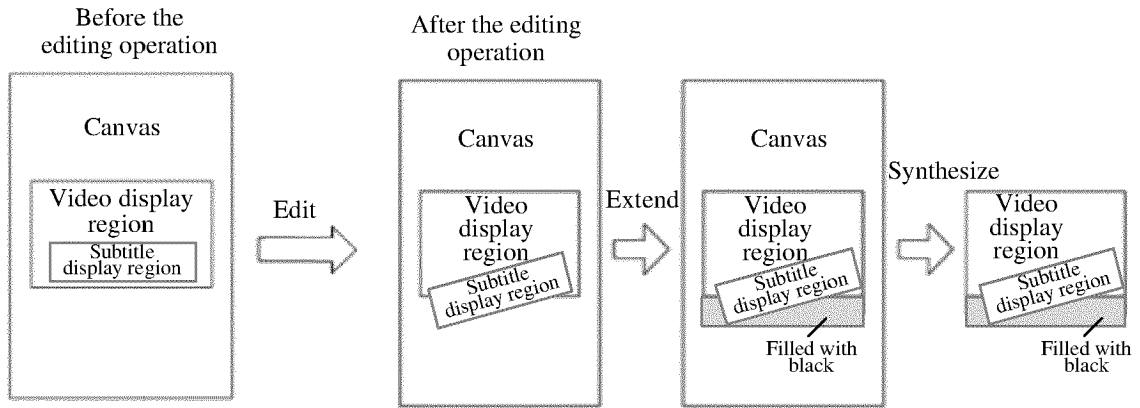 Before the
editing operation
Canvas
Video display
region
Subtitle
display region
Edit
After the editing
operation
Canvas
Video
display
region
Subtitle
display region
Extend
Canvas
Video
display
region
Subtitle
display region
Filled with
black
Synthesize
Video
display
region
Subtitle
display region
Filled with
black